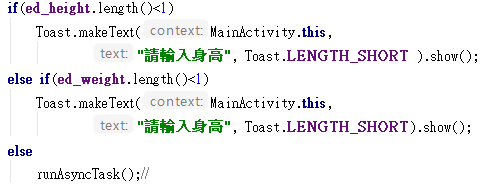 if(ed_height.length()<1)
Toast.makeText( context: MainActivity.this,
text: "請輸入身高", Toast.LENGTH_SHORT ).show();
else if(ed_weight.length()<1)
Toast.makeText( context: MainActivity.this,
text: "請輸入身高", Toast.LENGTH_SHORT).show();
else
runAsyncTask();//